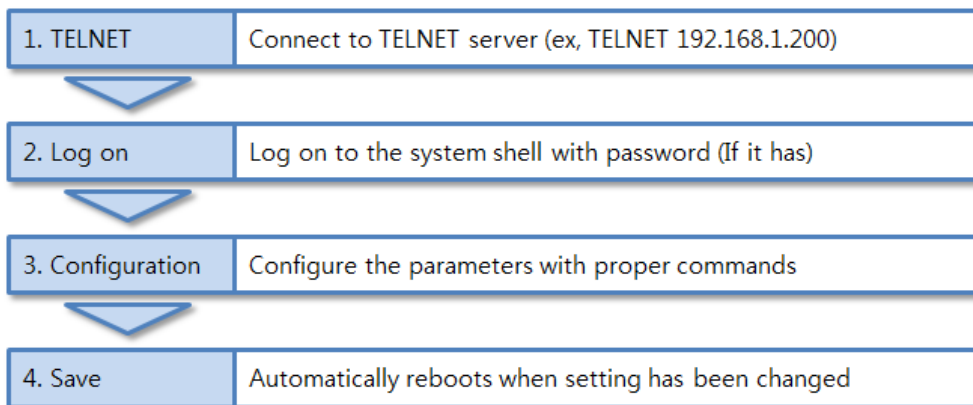 1. TELNET Connect to TELNET server (ex, TELNET 192.168.1.200)
2. Log on Log on to the system shell with password (If it has)
3. Configuration Configure the parameters with proper commands
4. Save Automatically reboots when setting has been changed